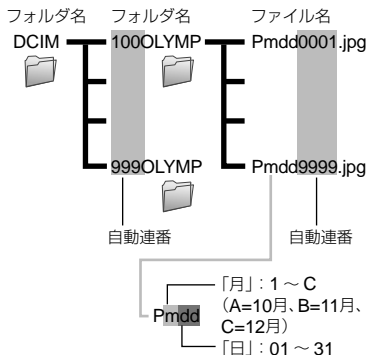 フォルダ名 フォルダ名 ファイル名
DCIM 100OLYMP Pmdd0001.jpg
999OLYMP Pmdd9999.jpg
自動連番 自動連番
Pmdd
「月」：1 ～ C
（A=10月、B=11月、
C=12月）
「日」：01 ～ 31